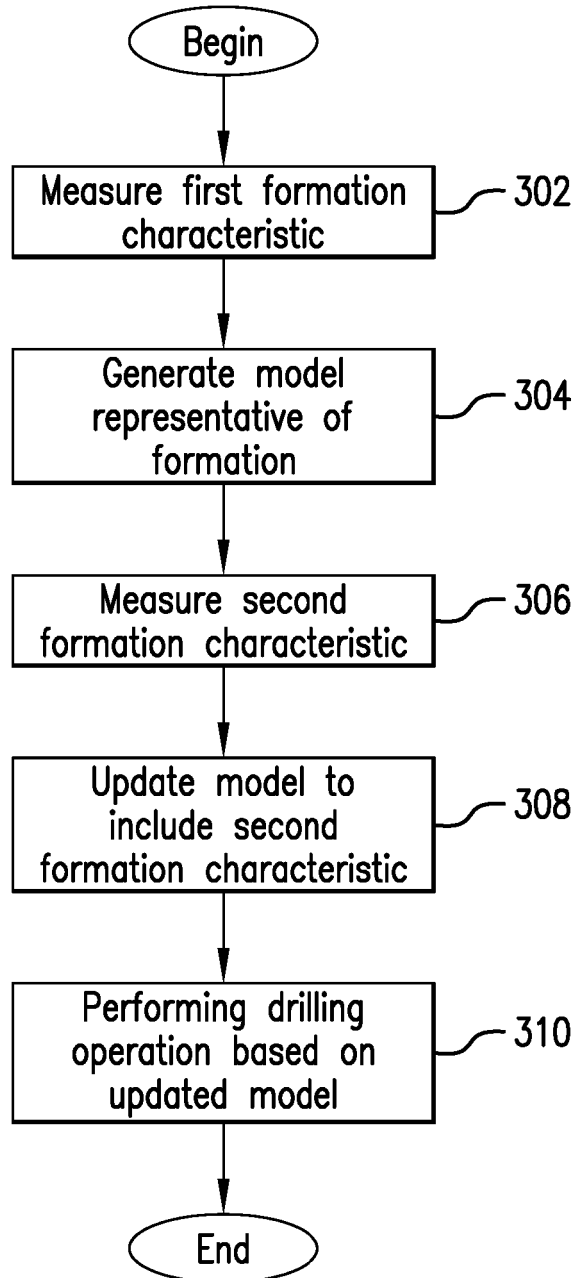 Begin
Measure first formation
characteristic
302
Generate model
representative of
formation
304
Measure second
formation characteristic
306
Update model to
include second
formation characteristic
308
Performing drilling
operation based on
updated model
310
End